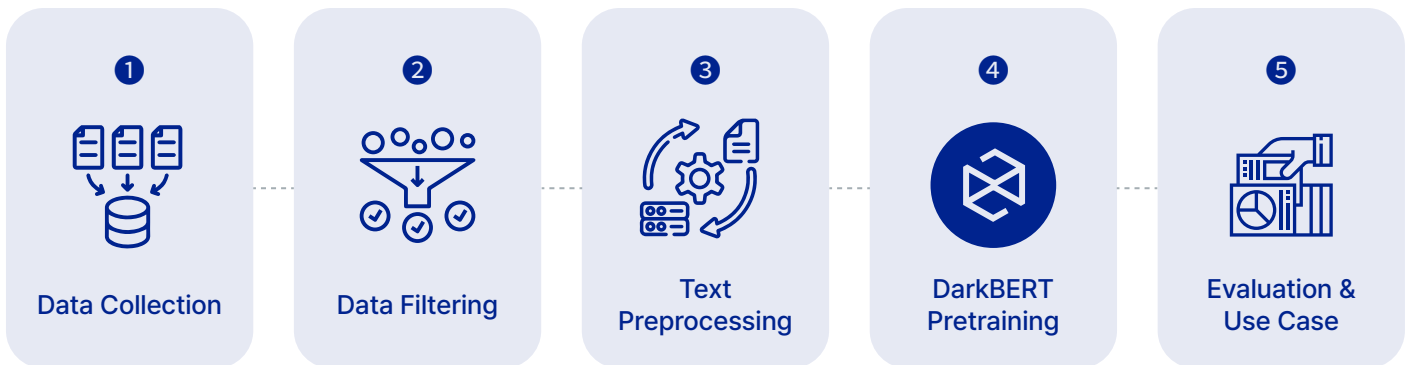 1
Data Collection
2
Data Filtering
3
Text
Preprocessing
4
DarkBERT
Pretraining
5
Evaluation &
Use Case